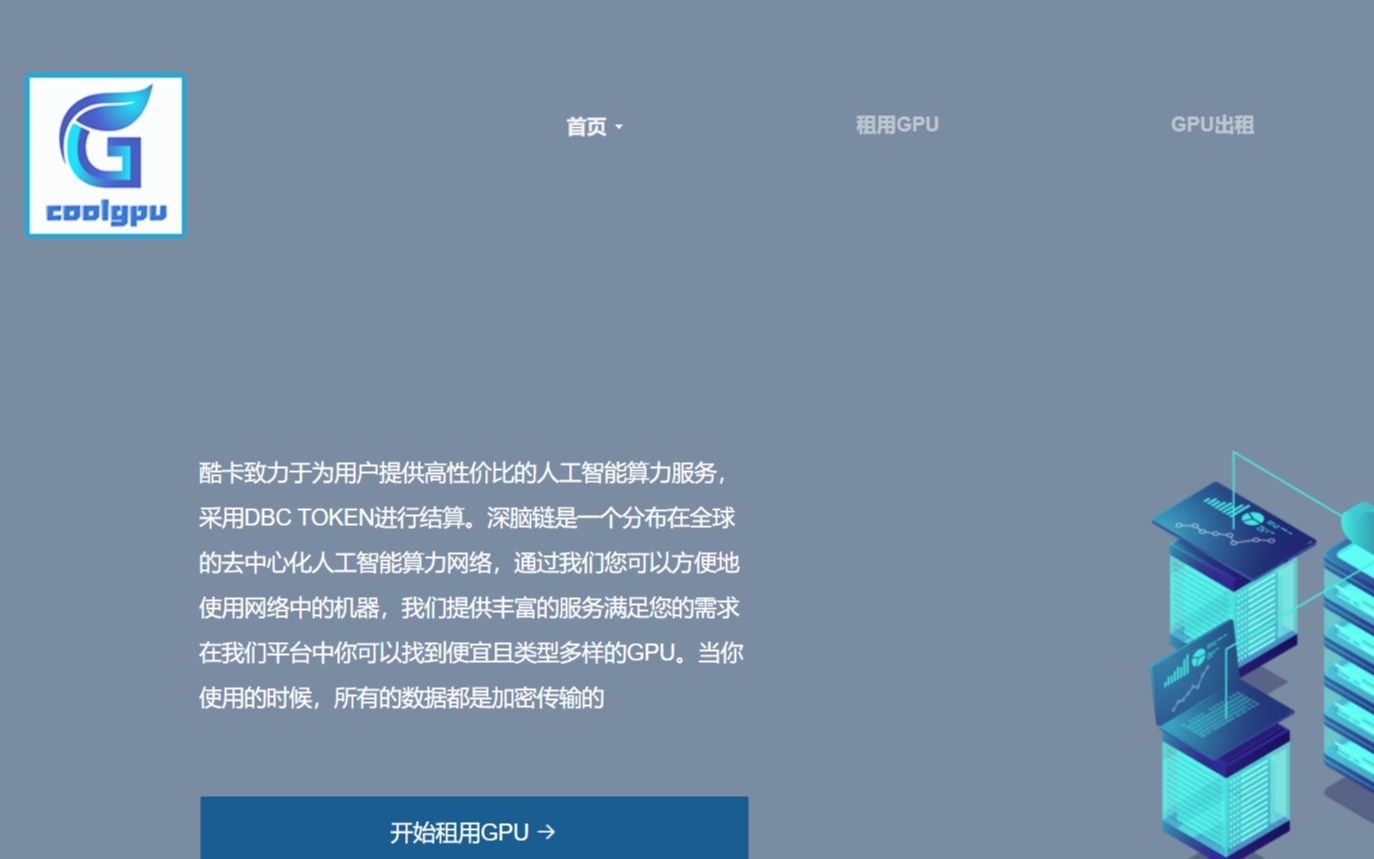 coolgpu
首页
租用GPU
GPU出租
酷卡致力于为用户提供高性价比的人工智能算力服务，
采用DBC TOKEN进行结算。深脑链是一个分布在全球
的去中心化人工智能算力网络，通过我们您可以方便地
使用网络中的机器，我们提供丰富的服务满足您的需求
在我们平台中你可以找到便宜且类型多样的GPU。当你
使用的时候，所有的数据都是加密传输的
开始租用GPU →